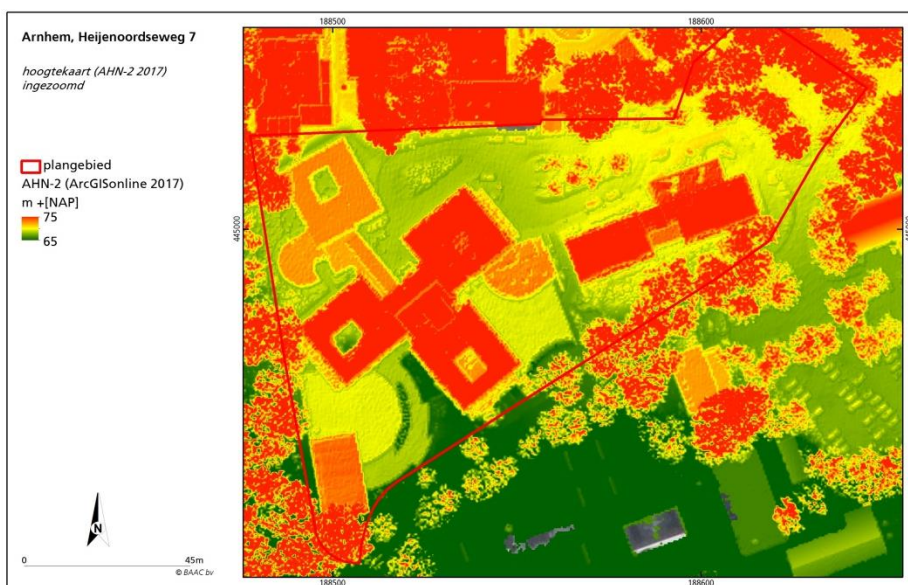 Arnhem, Heijenoordseweg 7
hoogtekaart (AHN-2 2017)
ingezoomd
plangebied
AHN-2 (ArcGISonline 2017)
m +[NAP]
75
65
N
0 45m
© BAAC bv
188500 188600
445000 445000
188500 188600